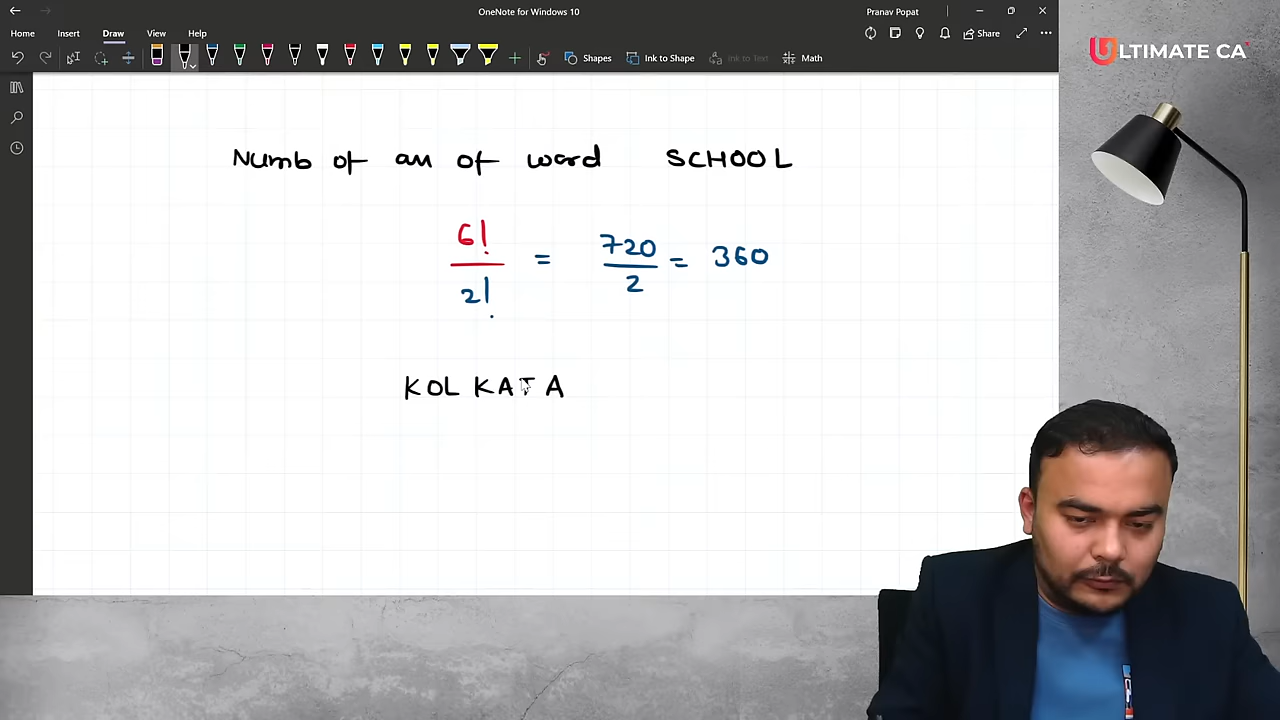 OneNote for Windows 10
Pranav Popat
Home Insert Draw View Help
Share
Shapes Ink to Shape Ink to Text Math
ULTIMATE CA
Numb of an of word SCHOOL
6!
2!
= 720
2
= 360
KOLKATA